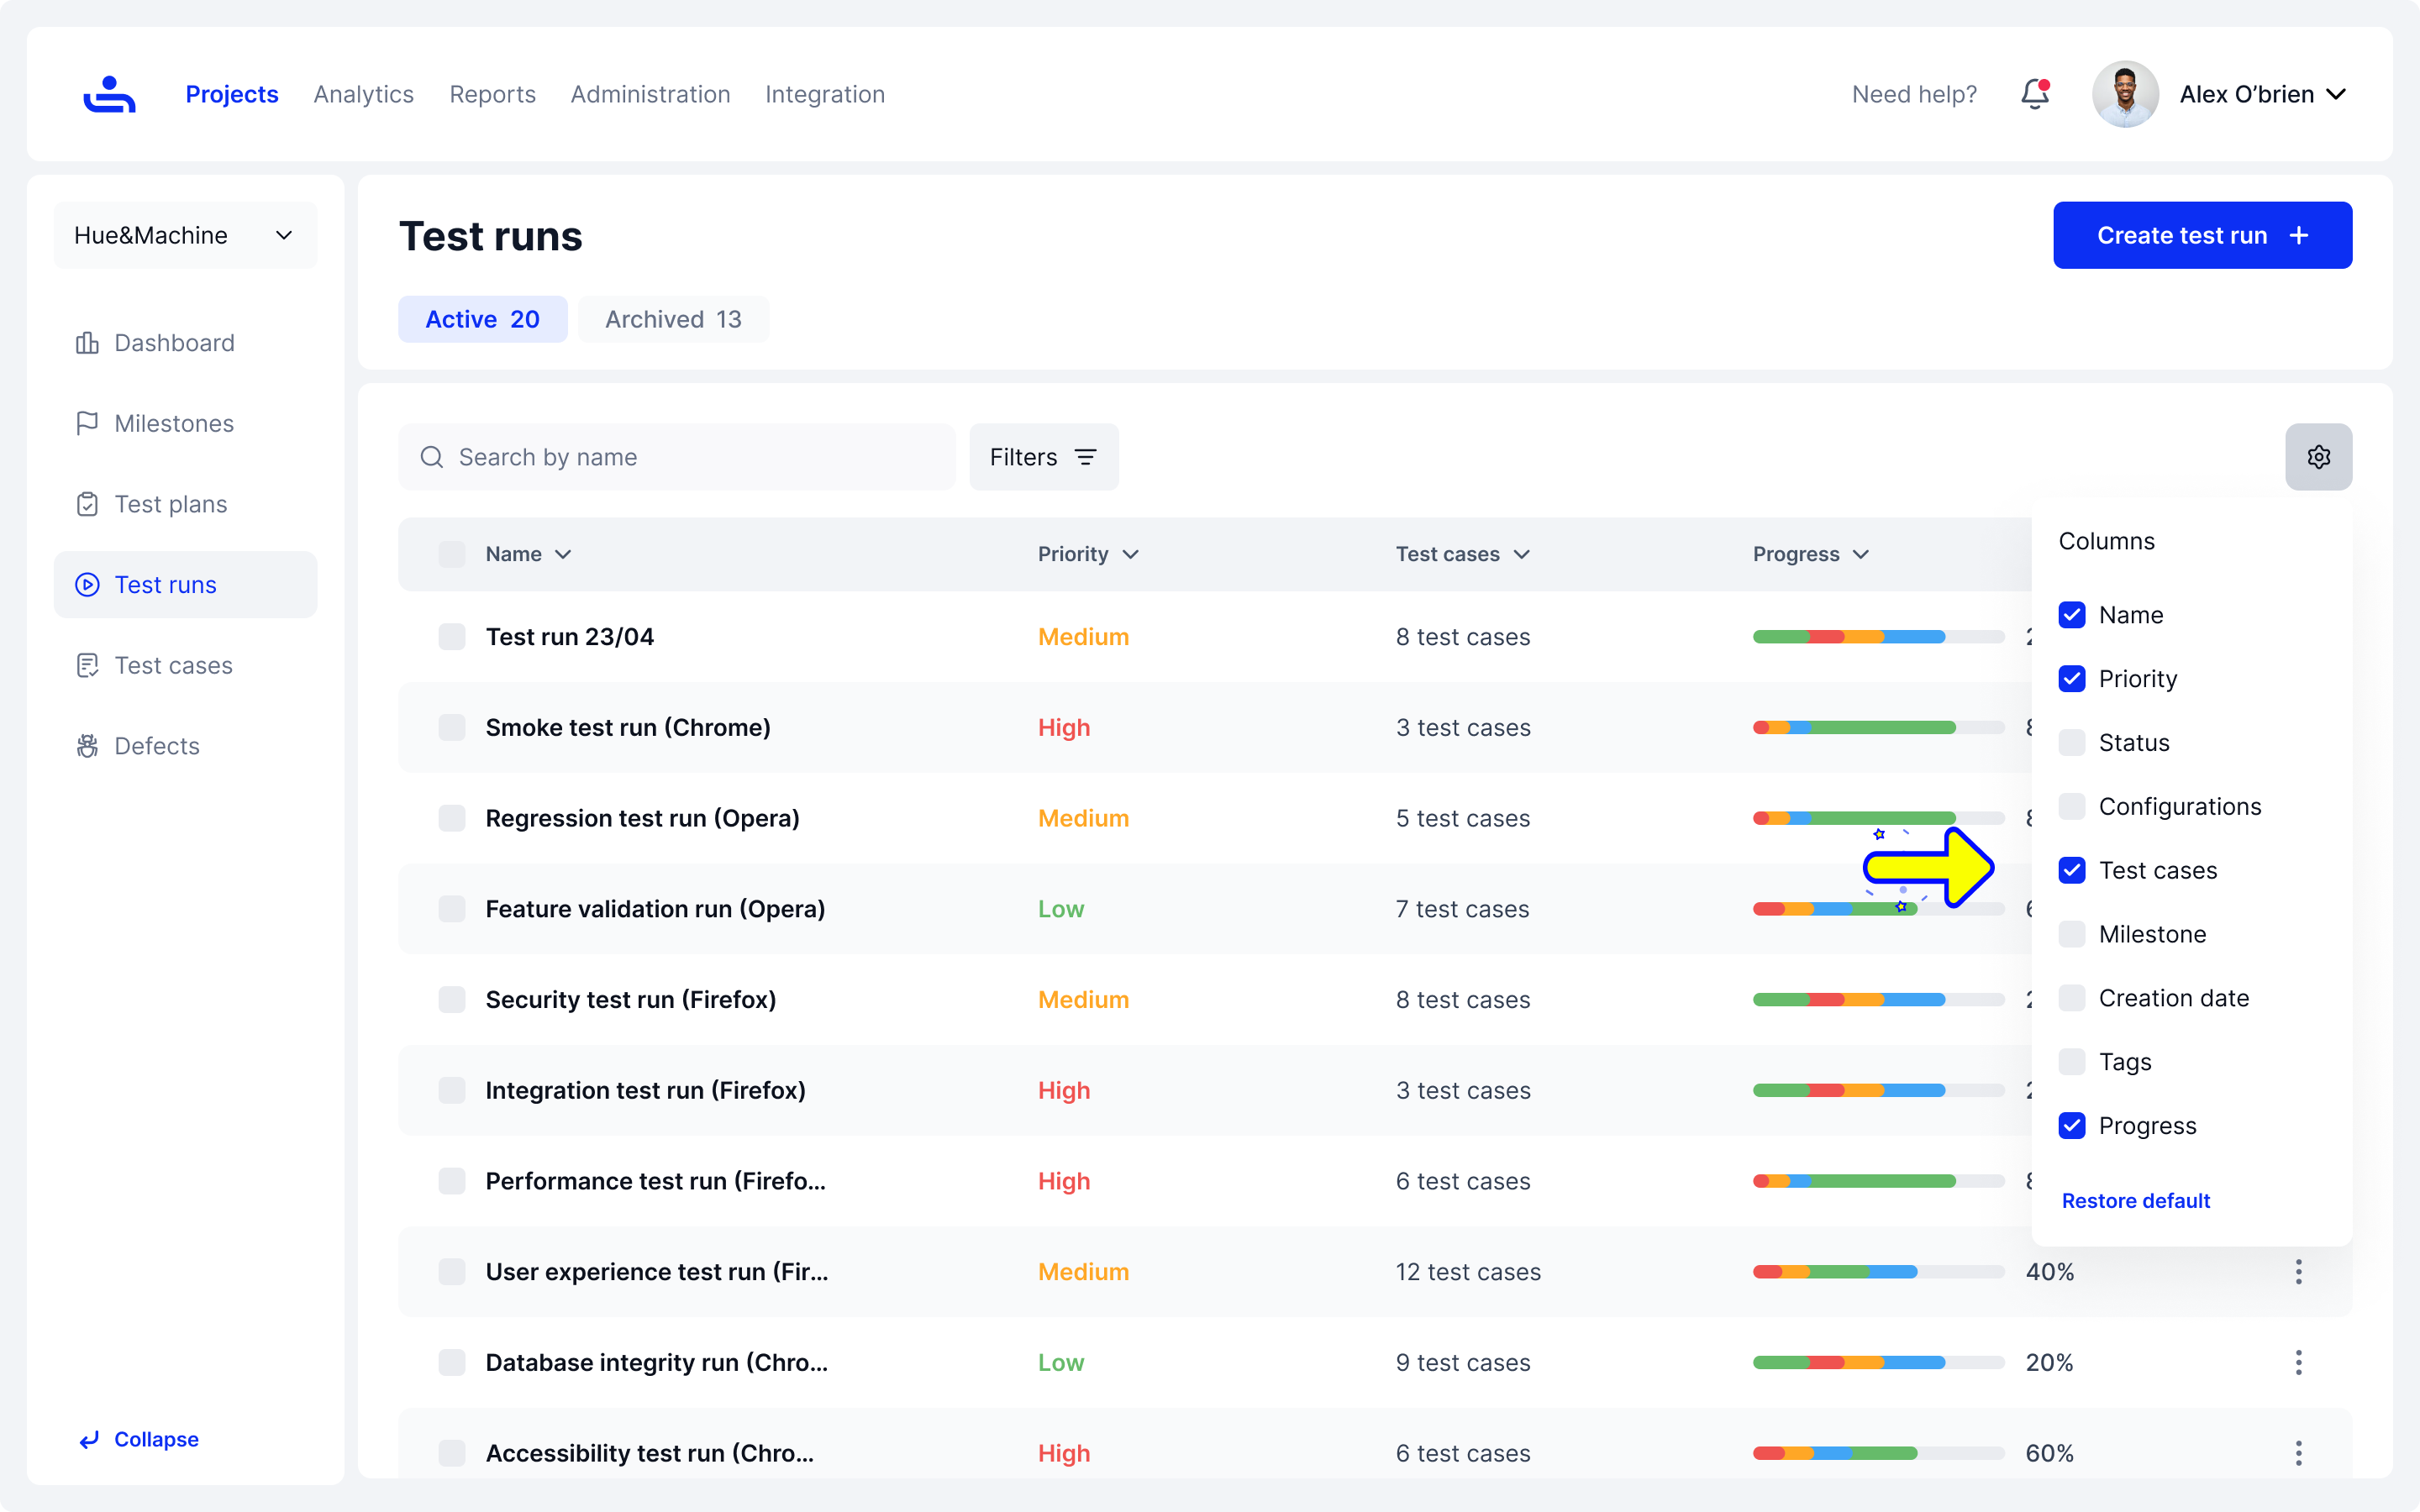 Projects Analytics Reports Administration Integration Need help? Alex O’brien
Hue&Machine
Dashboard
Milestones
Test plans
Test runs
Test cases
Defects
Collapse
Test runs
Create test run
Active 20 Archived 13
Search by name Filters
Name Priority Test cases Progress
Test run 23/04 Medium 8 test cases
Smoke test run (Chrome) High 3 test cases
Regression test run (Opera) Medium 5 test cases
Feature validation run (Opera) Low 7 test cases
Security test run (Firefox) Medium 8 test cases
Integration test run (Firefox) High 3 test cases
Performance test run (Firefo... High 6 test cases
User experience test run (Fir... Medium 12 test cases 40%
Database integrity run (Chro... Low 9 test cases 20%
Accessibility test run (Chro... High 6 test cases 60%
Columns
Name
Priority
Status
Configurations
Test cases
Milestone
Creation date
Tags
Progress
Restore default